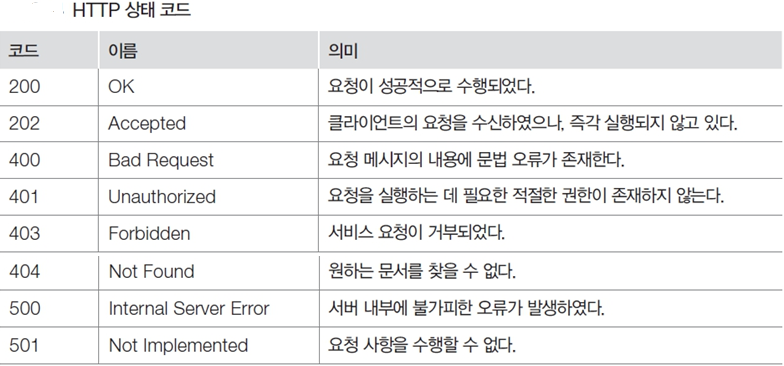 HTTP 상태 코드
코드 이름 의미
200 OK 요청이 성공적으로 수행되었다.
202 Accepted 클라이언트의 요청을 수신하였으나, 즉각 실행되지 않고 있다.
400 Bad Request 요청 메시지의 내용에 문법 오류가 존재한다.
401 Unauthorized 요청을 실행하는 데 필요한 적절한 권한이 존재하지 않는다.
403 Forbidden 서비스 요청이 거부되었다.
404 Not Found 원하는 문서를 찾을 수 없다.
500 Internal Server Error 서버 내부에 불가피한 오류가 발생하였다.
501 Not Implemented 요청 사항을 수행할 수 없다.